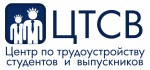 ЦТСВ
Центр по трудоустройству
студентов и выпускников